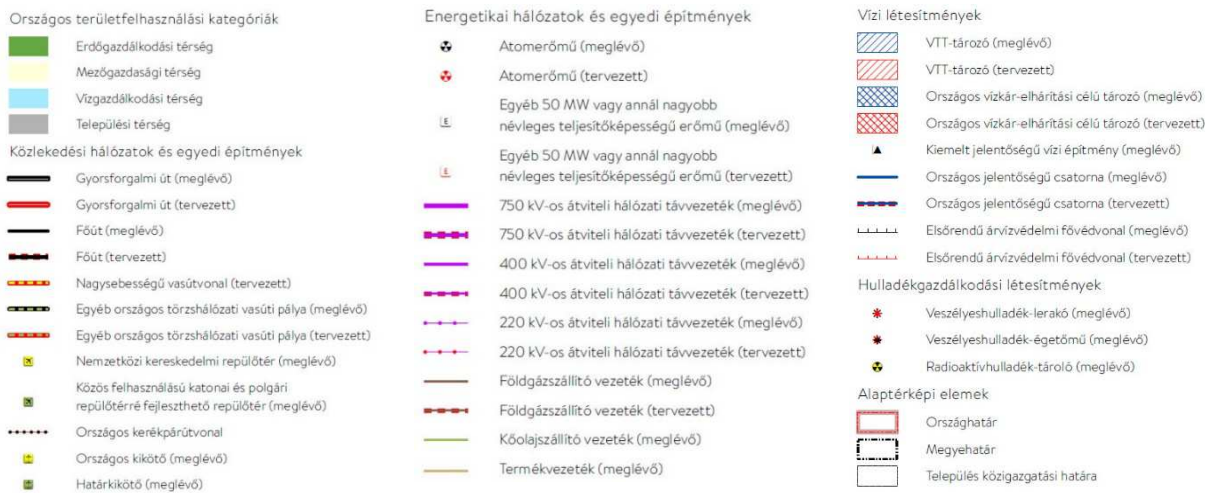 Országos területfelhasználási kategóriák
Erdőgazdálkodási térség
Mezőgazdasági térség
Vízgazdálkodási térség
Települési térség
Közlekedési hálózatok és egyedi építmények
Gyorsforgalmi út (meglévő)
Gyorsforgalmi út (tervezett)
Főút (meglévő)
Főút (tervezett)
Nagysebességű vasútvonal (tervezett)
Egyéb országos törzshálózati vasúti pálya (meglévő)
Egyéb országos törzshálózati vasúti pálya (tervezett)
Nemzetközi kereskedelmi repülőtér (meglévő)
Közös felhasználású katonai és polgári
repülőtérré fejleszthető repülőtér (meglévő)
Országos kerékpárútvonal
Országos kikötő (meglévő)
Határkikötő (meglévő)
Energetikai hálózatok és egyedi építmények
Atomerőmű (meglévő)
Atomerőmű (tervezett)
Egyéb 50 MW vagy annál nagyobb
E névleges teljesítőképességű erőmű (meglévő)
Egyéb 50 MW vagy annál nagyobb
E névleges teljesítőképességű erőmű (tervezett)
750 kV-os átviteli hálózati távvezeték (meglévő)
750 kV-os átviteli hálózati távvezeték (tervezett)
400 kV-os átviteli hálózati távvezeték (meglévő)
400 kV-os átviteli hálózati távvezeték (tervezett)
220 kV-os átviteli hálózati távvezeték (meglévő)
220 kV-os átviteli hálózati távvezeték (tervezett)
Földgázszállító vezeték (meglévő)
Földgázszállító vezeték (tervezett)
Kőolajszállító vezeték (meglévő)
Termékvezeték (meglévő)
Vízi létesítmények
VTT-tározó (meglévő)
VTT-tározó (tervezett)
Országos vízkár-elhárítási célú tározó (meglévő)
Országos vízkár-elhárítási célú tározó (tervezett)
Kiemelt jelentőségű vízi építmény (meglévő)
Országos jelentőségű csatorna (meglévő)
Országos jelentőségű csatorna (tervezett)
Elsőrendű árvízvédelmi fővédvonal (meglévő)
Elsőrendű árvízvédelmi fővédvonal (tervezett)
Hulladékgazdálkodási létesítmények
Veszélyeshulladék-lerakó (meglévő)
Veszélyeshulladék-égetőmű (meglévő)
Radioaktívhulladék-tároló (meglévő)
Alaptérképi elemek
Országhatár
Megyehatár
Település közigazgatási határa